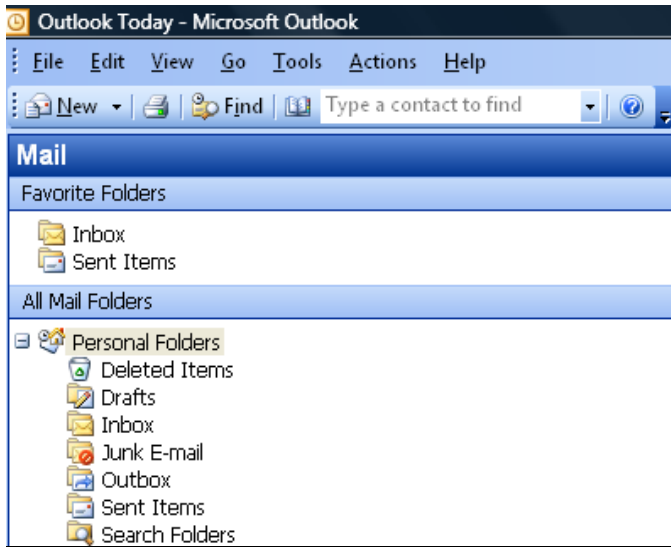 Outlook Today - Microsoft Outlook
File Edit View Go Tools Actions Help
New Find Type a contact to find
Mail
Favorite Folders
Inbox
Sent Items
All Mail Folders
Personal Folders
Deleted Items
Drafts
Inbox
Junk E-mail
Outbox
Sent Items
Search Folders